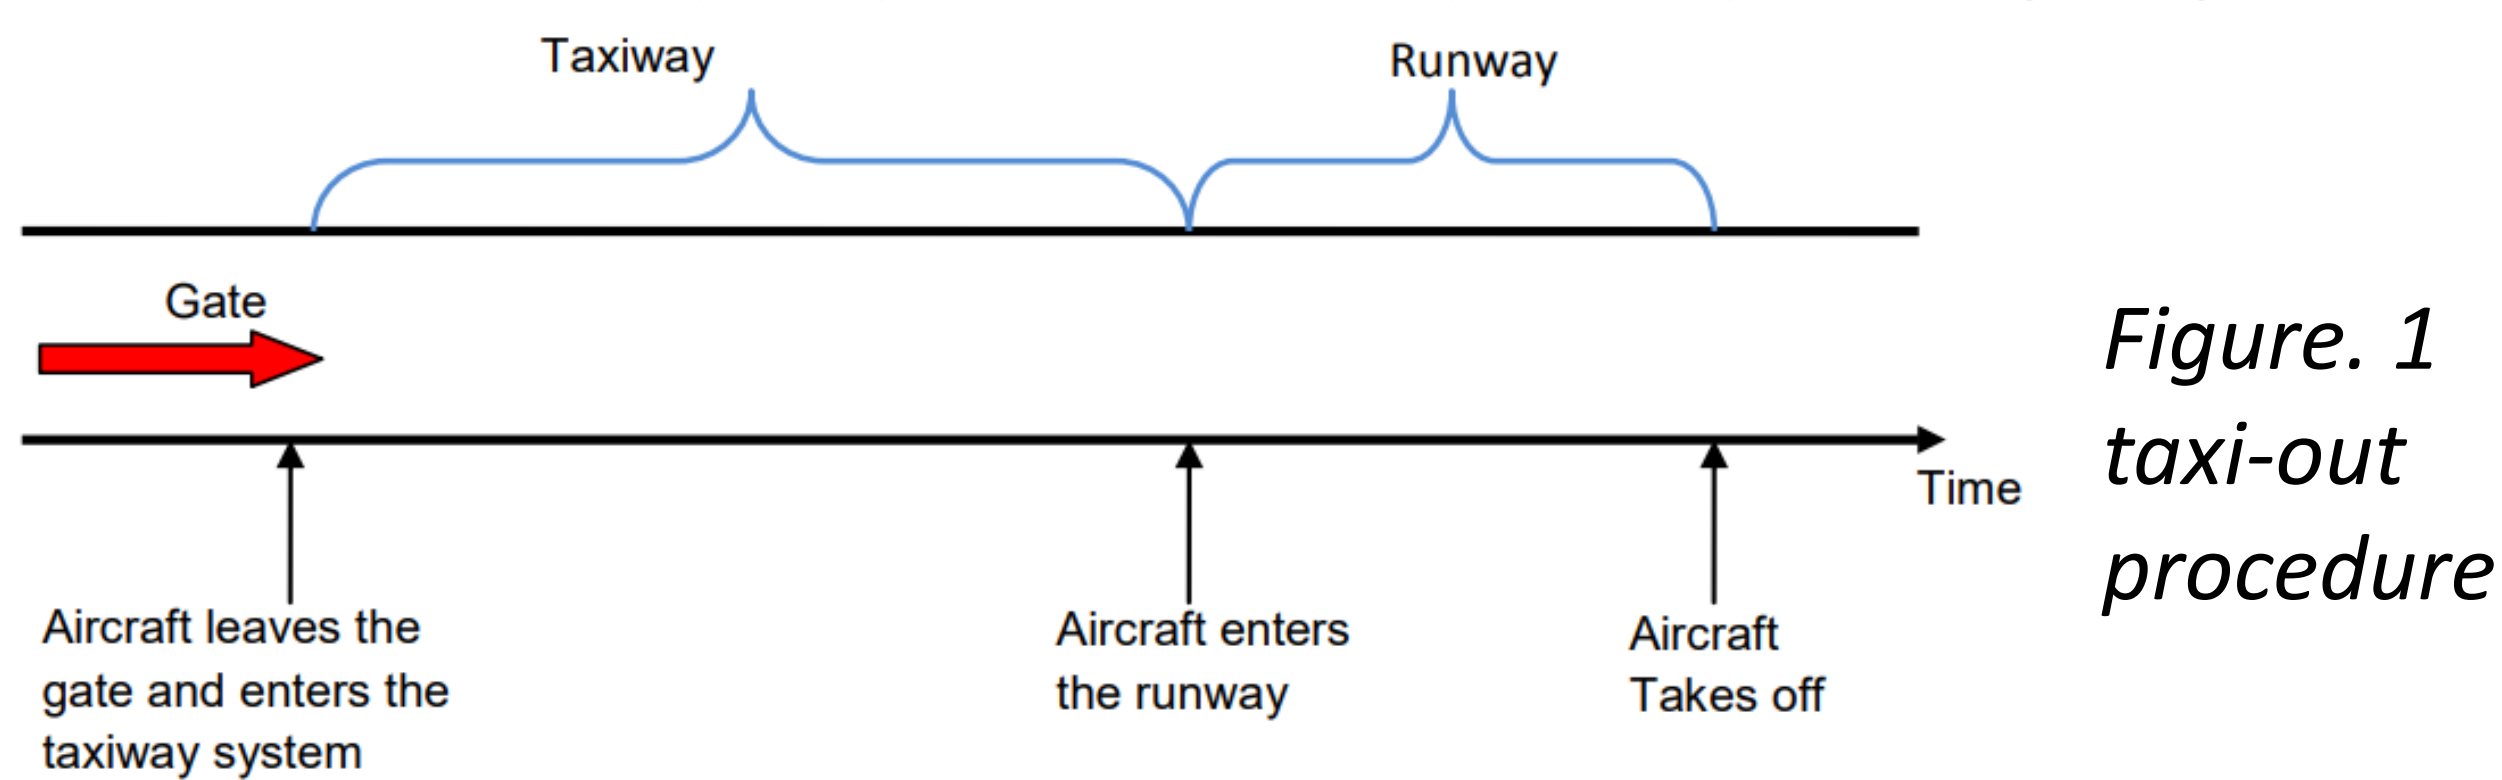 Taxiway
Runway
Gate
Time
Aircraft leaves the
gate and enters the
taxiway system
Aircraft enters
the runway
Aircraft
Takes off
Figure. 1
taxi-out
procedure